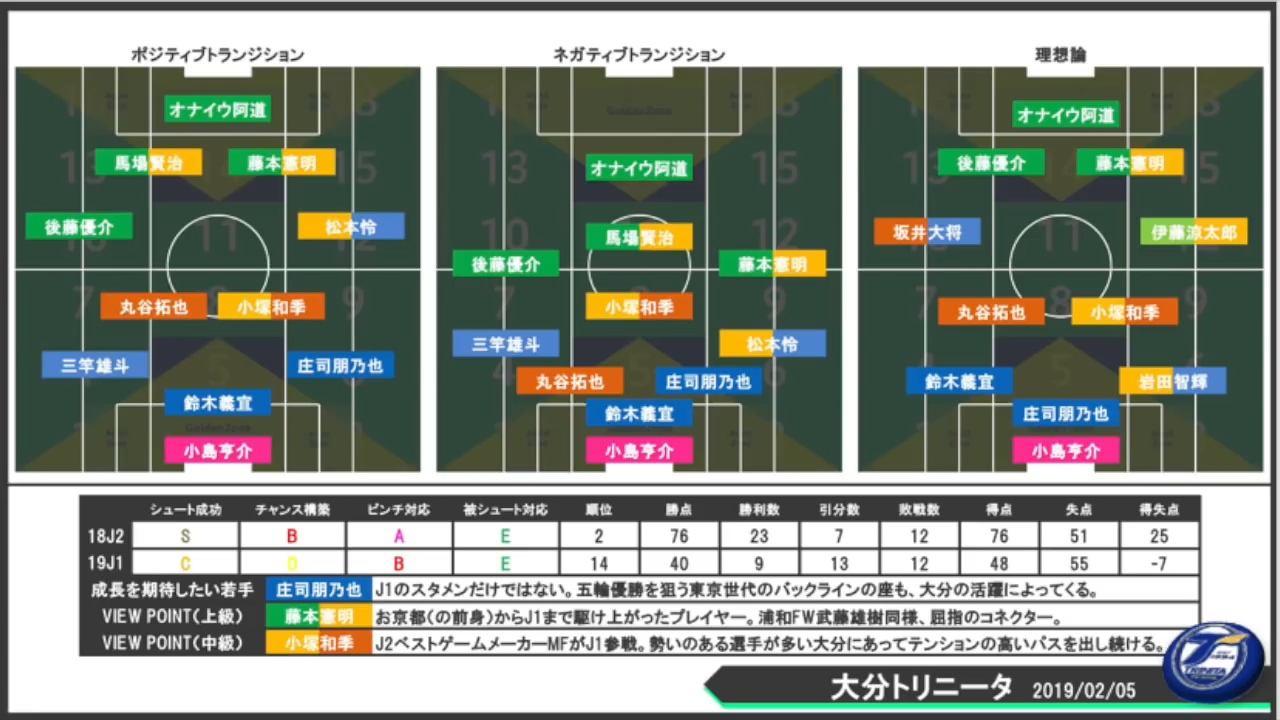 ポジティブトランジション
オナイウ阿道
馬場賢治 藤本憲明
後藤優介 松本怜
丸谷拓也 小塚和季
三竿雄斗 庄司朋乃也
鈴木義宜
小島亨介
ネガティブトランジション
オナイウ阿道
馬場賢治
後藤優介 藤本憲明
小塚和季
三竿雄斗 松本怜
丸谷拓也 庄司朋乃也
鈴木義宜
小島亨介
理想論
オナイウ阿道
後藤優介 藤本憲明
坂井大将 伊藤涼太郎
丸谷拓也 小塚和季
鈴木義宜 岩田智輝
庄司朋乃也
小島亨介
シュート成功 チャンス構築 ピンチ対応 被シュート対応 順位 勝点 勝利数 引分数 敗戦数 得点 失点 得失点
18J2 S B A E 2 76 23 7 12 76 51 25
19J1 C D B E 14 40 9 13 12 48 55 -7
成長を期待したい若手 庄司朋乃也 J1のスタメンだけではない。五輪優勝を狙う東京世代のバックラインの座も、大分の活躍によってくる。
VIEW POINT(上級) 藤本憲明 お京都(の前身)からJ1まで駆け上がったプレイヤー。浦和FW武藤雄樹同様、屈指のコネクター。
VIEW POINT(中級) 小塚和季 J2ベストゲームメーカーMFがJ1参戦。勢いのある選手が多い大分にあってテンションの高いパスを出し続ける。
大分トリニータ 2019/02/05
TRINITA